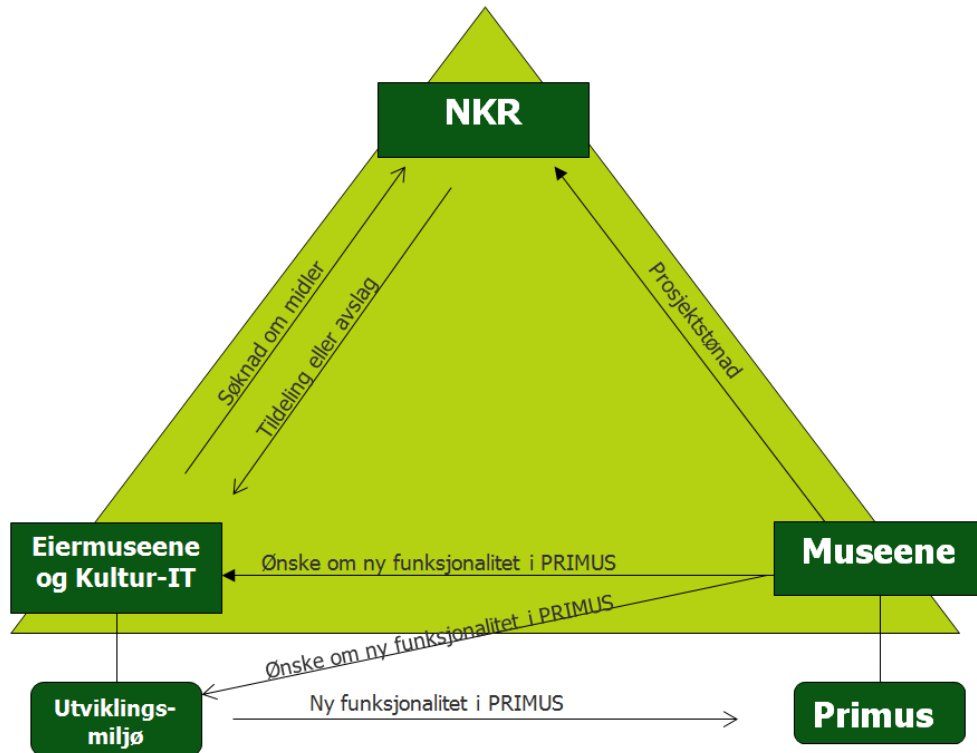 NKR
Søknad om midler
Tildeling eller avslag
Prosjektstønad
Eiermuseene
og Kultur-IT
Ønske om ny funksjonalitet i PRIMUS
Museene
Ønske om ny funksjonalitet i PRIMUS
Utviklings-
miljø
Ny funksjonalitet i PRIMUS
Primus